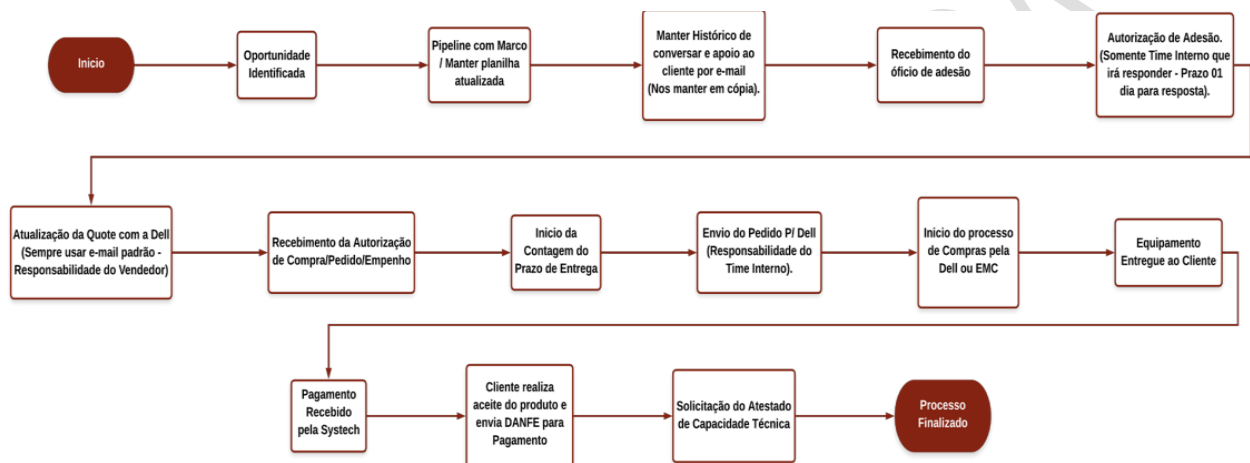 Inicio
Oportunidade
Identificada
Pipeline com Marco
/ Manter planilha
atualizada
Manter Histórico de
conversar e apoio ao
cliente por e-mail
(Nos manter em cópia).
Recebimento do
óficio de adesão
Autorização de Adesão.
(Somente Time Interno que
irá responder - Prazo 01
dia para resposta).
Atualização da Quote com a Dell
(Sempre usar e-mail padrão -
Responsabilidade do Vendedor)
Recebimento da Autorização
de Compra/Pedido/Empenho
Inicio da
Contagem do
Prazo de Entrega
Envio do Pedido P/ Dell
(Responsabilidade do
Time Interno).
Inicio do processo
de Compras pela
Dell ou EMC
Equipamento
Entregue ao Cliente
Pagamento
Recebido
pela Systech
Cliente realiza
aceite do produto e
envia DANFE para
Pagamento
Solicitação do Atestado
de Capacidade Técnica
Processo
Finalizado